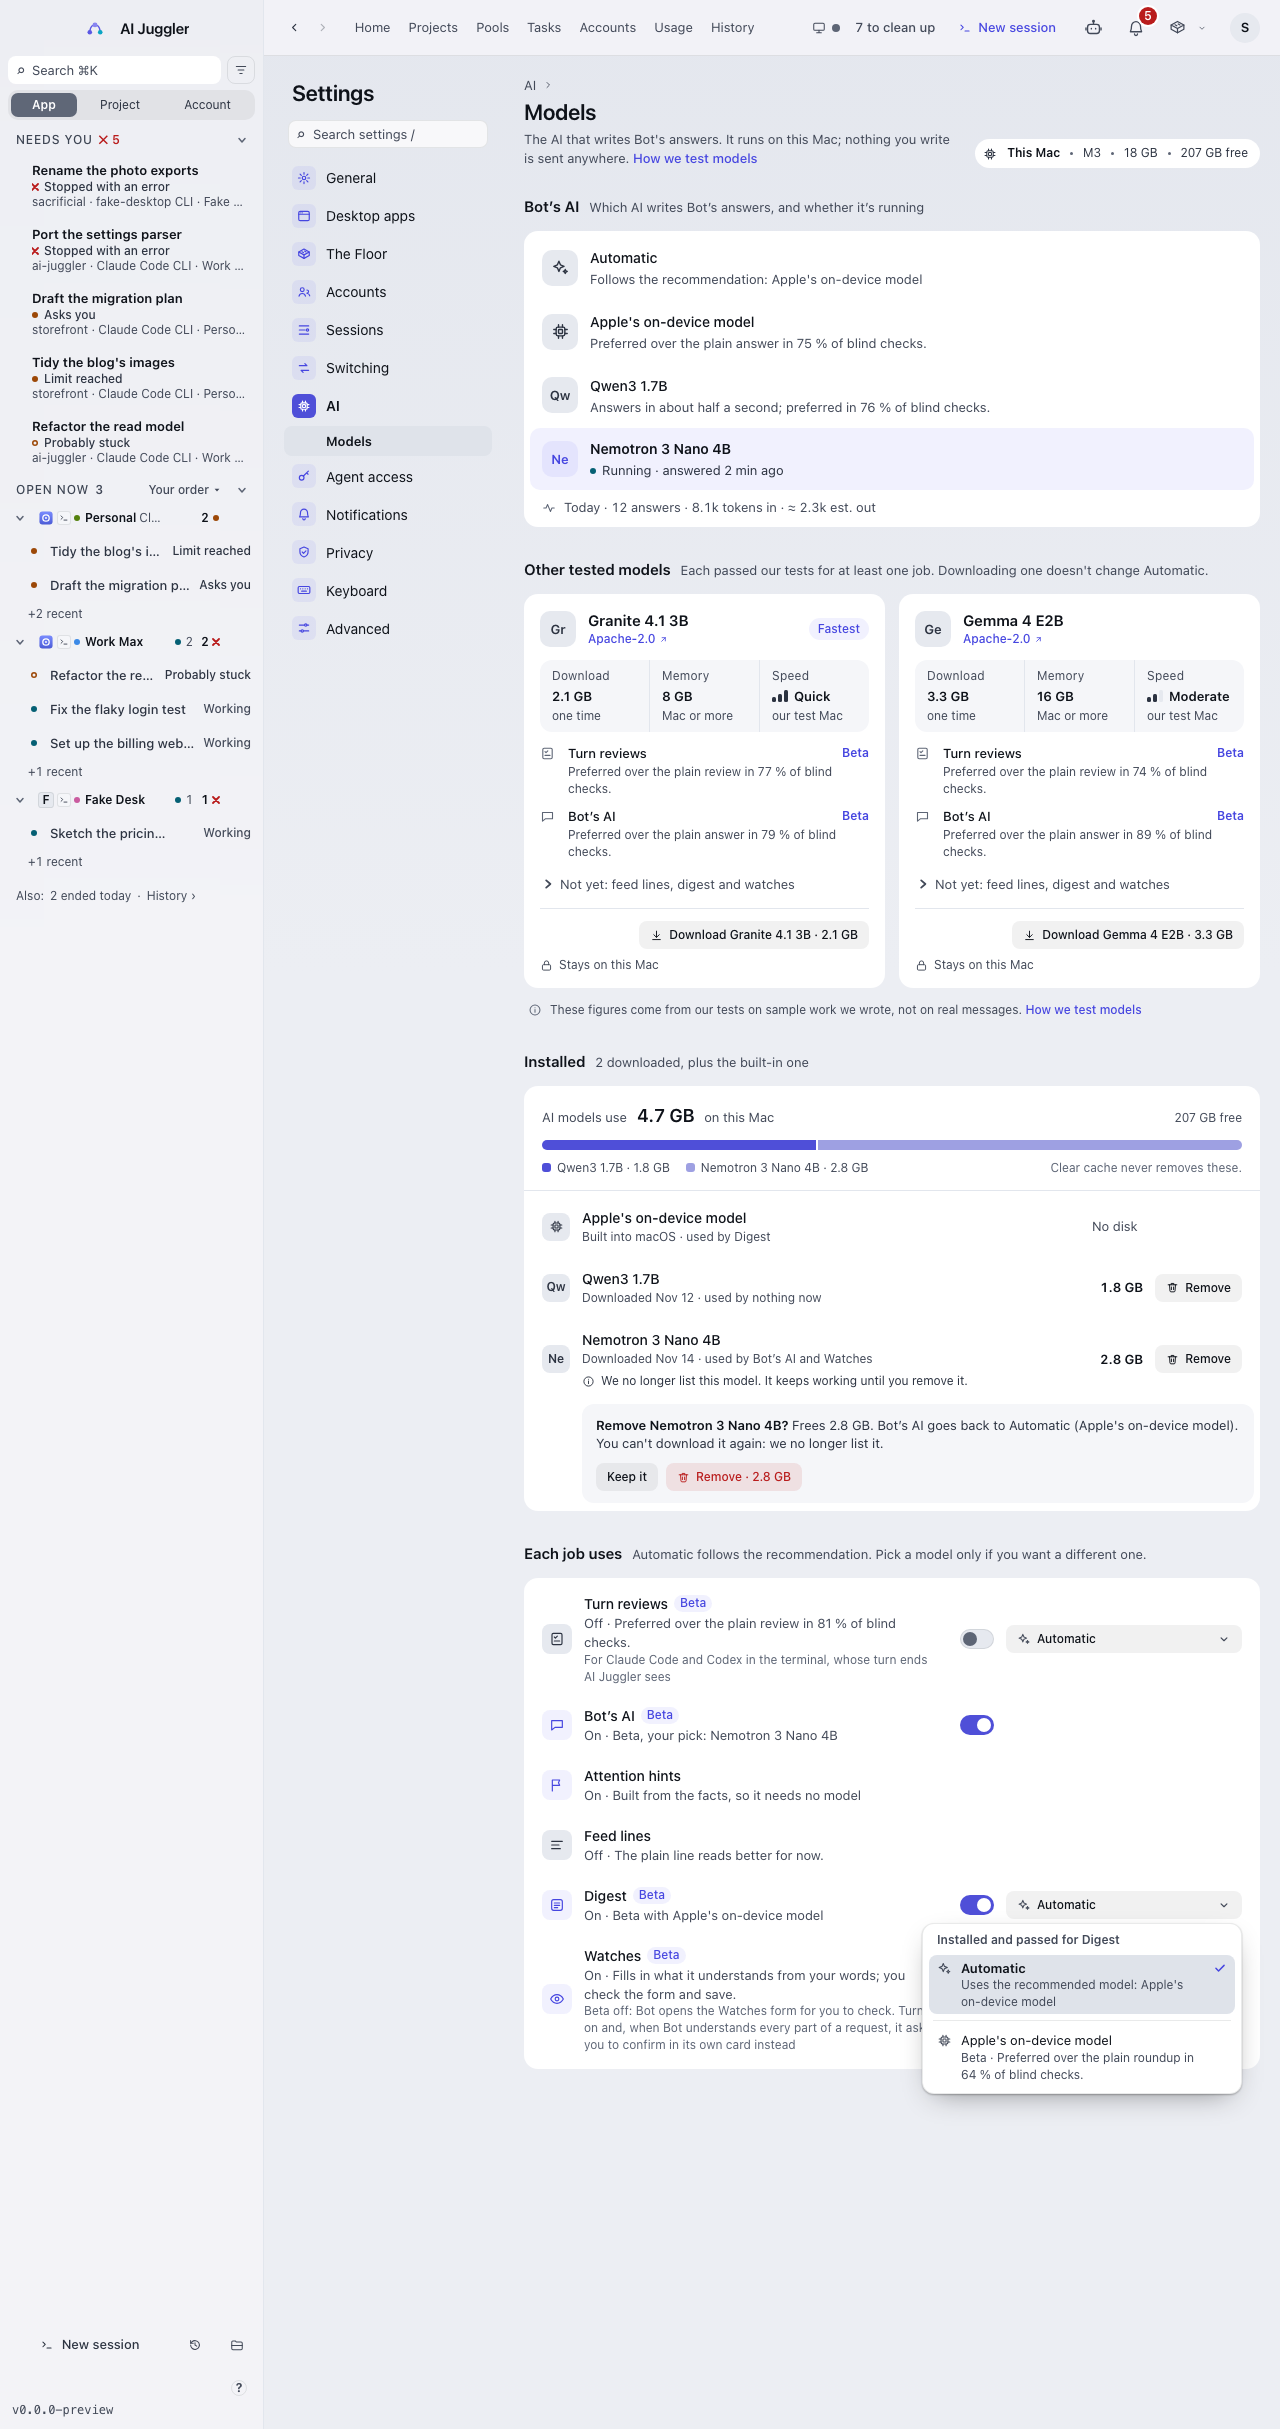 AI Juggler
Search ⌘K
App Project Account
NEEDS YOU 5
Rename the photo exports
Stopped with an error
sacrificial · fake-desktop CLI · Fake ...
Port the settings parser
Stopped with an error
ai-juggler · Claude Code CLI · Work ...
Draft the migration plan
Asks you
storefront · Claude Code CLI · Perso...
Tidy the blog's images
Limit reached
storefront · Claude Code CLI · Perso...
Refactor the read model
Probably stuck
ai-juggler · Claude Code CLI · Work ...
OPEN NOW 3 Your order
Personal Cl... 2
Tidy the blog's i... Limit reached
Draft the migration p... Asks you
+2 recent
Work Max 2 2
Refactor the re... Probably stuck
Fix the flaky login test Working
Set up the billing web... Working
+1 recent
F Fake Desk 1 1
Sketch the pricin... Working
+1 recent
Also: 2 ended today · History ›
New session
?
v0.0.0-preview
Home Projects Pools Tasks Accounts Usage History
7 to clean up New session 5 S
Settings
Search settings /
General
Desktop apps
The Floor
Accounts
Sessions
Switching
AI
Models
Agent access
Notifications
Privacy
Keyboard
Advanced
AI ›
Models
The AI that writes Bot's answers. It runs on this Mac; nothing you write
is sent anywhere. How we test models
This Mac • M3 • 18 GB • 207 GB free
Bot's AI Which AI writes Bot's answers, and whether it's running
Automatic
Follows the recommendation: Apple's on-device model
Apple's on-device model
Preferred over the plain answer in 75 % of blind checks.
Qw Qwen3 1.7B
Answers in about half a second; preferred in 76 % of blind checks.
Ne Nemotron 3 Nano 4B
Running · answered 2 min ago
Today · 12 answers · 8.1k tokens in · ≈ 2.3k est. out
Other tested models Each passed our tests for at least one job. Downloading one doesn't change Automatic.
Gr Granite 4.1 3B
Apache-2.0 ↗
Fastest
Download Memory Speed
2.1 GB 8 GB Quick
one time Mac or more our test Mac
Turn reviews Beta
Preferred over the plain review in 77 % of blind
checks.
Bot's AI Beta
Preferred over the plain answer in 79 % of blind
checks.
Not yet: feed lines, digest and watches
Download Granite 4.1 3B · 2.1 GB
Stays on this Mac
Ge Gemma 4 E2B
Apache-2.0 ↗
Download Memory Speed
3.3 GB 16 GB Moderate
one time Mac or more our test Mac
Turn reviews Beta
Preferred over the plain review in 74 % of blind
checks.
Bot's AI Beta
Preferred over the plain answer in 89 % of blind
checks.
Not yet: feed lines, digest and watches
Download Gemma 4 E2B · 3.3 GB
Stays on this Mac
These figures come from our tests on sample work we wrote, not on real messages. How we test models
Installed 2 downloaded, plus the built-in one
AI models use 4.7 GB on this Mac 207 GB free
Qwen3 1.7B · 1.8 GB Nemotron 3 Nano 4B · 2.8 GB Clear cache never removes these.
Apple's on-device model
Built into macOS · used by Digest
No disk
Qw Qwen3 1.7B
Downloaded Nov 12 · used by nothing now
1.8 GB Remove
Ne Nemotron 3 Nano 4B
Downloaded Nov 14 · used by Bot's AI and Watches
We no longer list this model. It keeps working until you remove it.
2.8 GB Remove
Remove Nemotron 3 Nano 4B? Frees 2.8 GB. Bot's AI goes back to Automatic (Apple's on-device model).
You can't download it again: we no longer list it.
Keep it Remove · 2.8 GB
Each job uses Automatic follows the recommendation. Pick a model only if you want a different one.
Turn reviews Beta
Off · Preferred over the plain review in 81 % of blind
checks.
For Claude Code and Codex in the terminal, whose turn ends
AI Juggler sees
Automatic
Bot's AI Beta
On · Beta, your pick: Nemotron 3 Nano 4B
Attention hints
On · Built from the facts, so it needs no model
Feed lines
Off · The plain line reads better for now.
Digest Beta
On · Beta with Apple's on-device model
Automatic
Watches Beta
On · Fills in what it understands from your words; you
check the form and save.
Beta off: Bot opens the Watches form for you to check. Turn
on and, when Bot understands every part of a request, it ask
you to confirm in its own card instead
Installed and passed for Digest
Automatic
Uses the recommended model: Apple's
on-device model
Apple's on-device model
Beta · Preferred over the plain roundup in
64 % of blind checks.